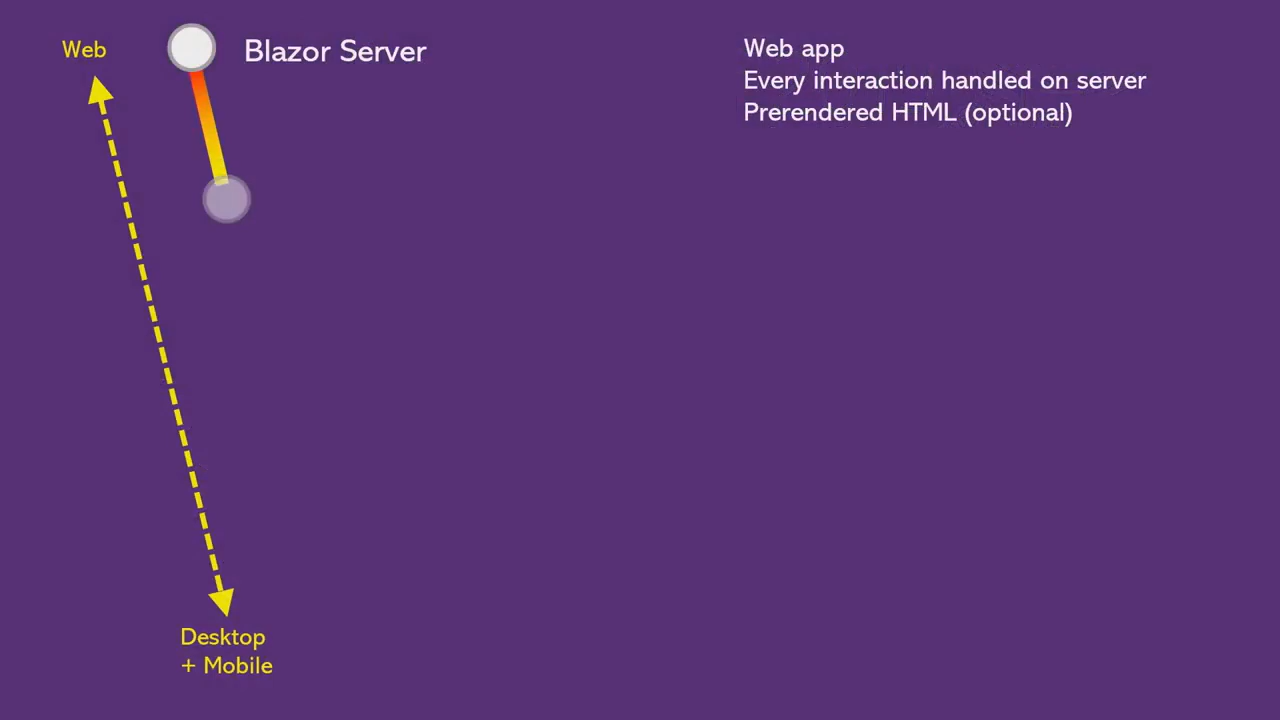 Web
Blazor Server
Web app
Every interaction handled on server
Prerendered HTML (optional)
Desktop
+ Mobile